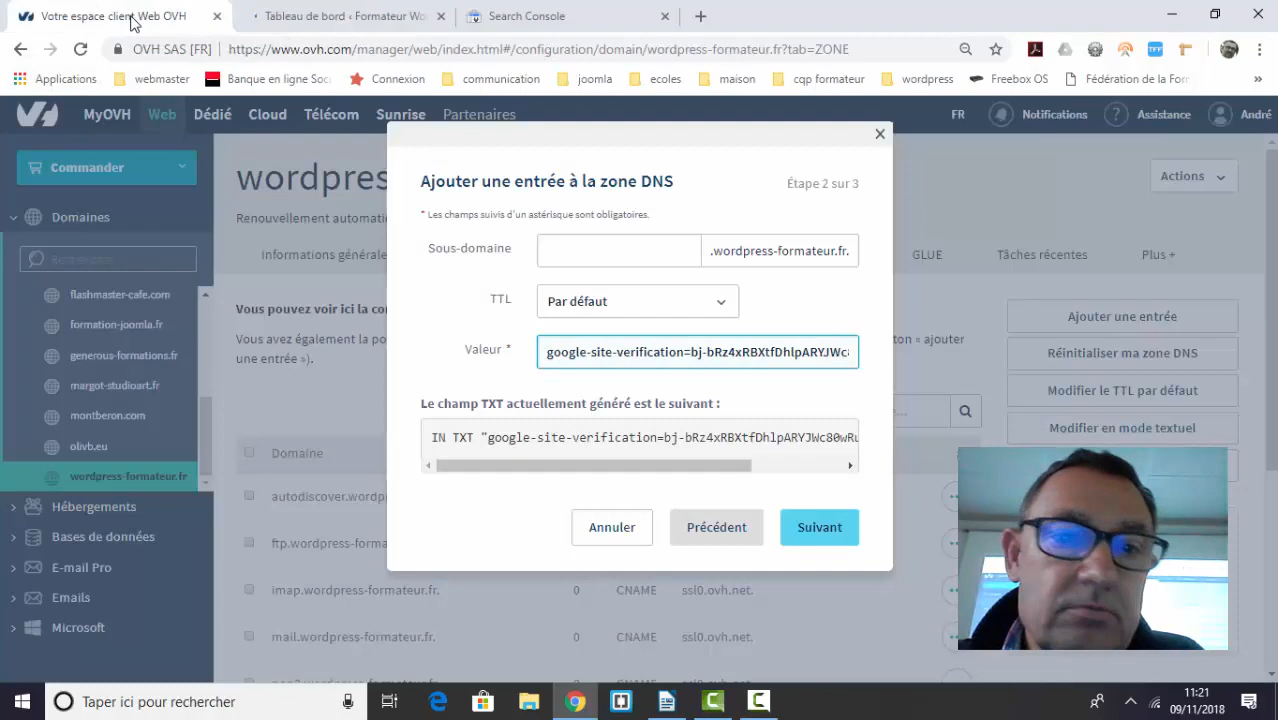 Votre espace client Web OVH
Tableau de bord ‹ Formateur W
Search Console
OVH SAS [FR]
https://www.ovh.com/manager/web/index.html#/configuration/domain/wordpress-formateur.fr?tab=ZONE
Applications
webmaster
Banque en ligne Soc
Connexion
communication
joomla
ecoles
maison
cqp formateur
wordpress
Freebox OS
Fédération de la For
»
MyOVH
Web
Dédié
Cloud
Télécom
Sunrise
Partenaires
FR
Notifications
Assistance
André
Commander
Domaines
flashmaster-cafe.com
formation-joomla.fr
generous-formations.fr
margot-studioart.fr
montberon.com
olivb.eu
wordpress-formateur.fr
Hébergements
Bases de données
E-mail Pro
Emails
Microsoft
wordpres
Renouvellement automati
Informations générale
GLUE
Tâches récentes
Plus +
Actions
Vous pouvez voir ici la co
Vous avez également la po
ton « ajouter
une entrée »).
Ajouter une entrée
Réinitialiser ma zone DNS
Modifier le TTL par défaut
Modifier en mode textuel
Domaine
autodiscover.wordp
ftp.wordpress-forma
imap.wordpress-formateur.fr.
0
CNAME
ssl0.ovh.net.
mail.wordpress-formateur.fr.
0
CNAME
ssl0.ovh.net.
Ajouter une entrée à la zone DNS
Étape 2 sur 3
* Les champs suivis d'un astérisque sont obligatoires.
Sous-domaine
.wordpress-formateur.fr.
TTL
Par défaut
Valeur *
google-site-verification=bj-bRz4xRBXtfDhlpARYJWc8
Le champ TXT actuellement généré est le suivant :
IN TXT "google-site-verification=bj-bRz4xRBXtfDhlpARYJWc80wRu
Annuler
Précédent
Suivant
Taper ici pour rechercher
11:21
09/11/2018